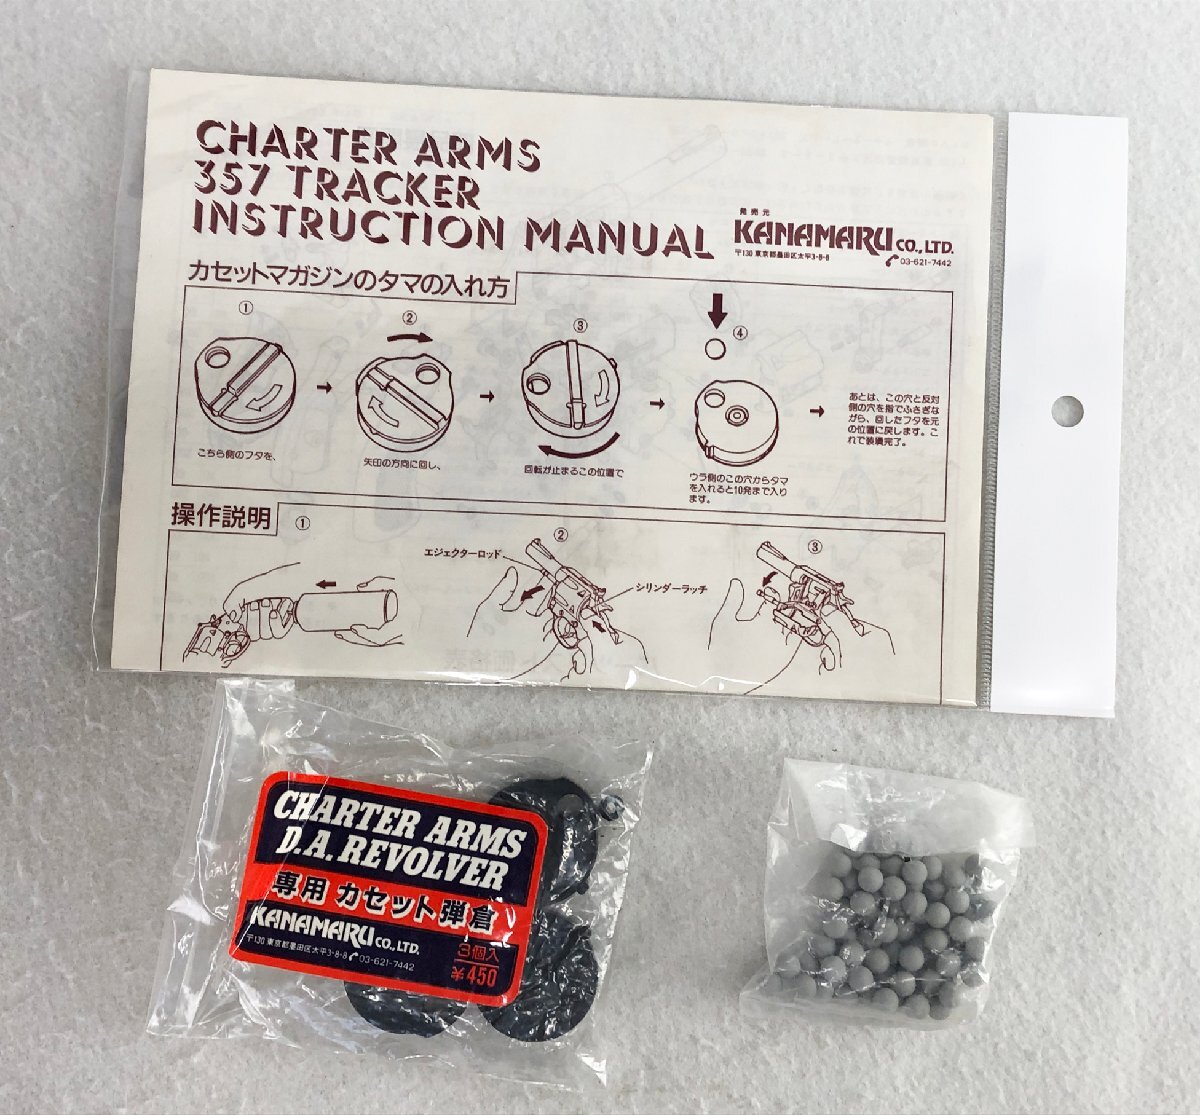 CHARTER ARMS
357 TRACKER
INSTRUCTION MANUAL
発売元
KANAMARU CO.,LTD.
〒130 東京都墨田区太平3-8-8
03-621-7442
カセットマガジンのタマの入れ方
①
②
③
④
こちら側のフタを、
矢印の方向に回し、
回転が止まるこの位置で
ウラ側のこの穴からタマ
を入れると10発まで入り
ます。
あとは、この穴と反対
側の穴を指でふさぎな
がら、回したフタを元
の位置に戻します。こ
れで装塡完了。
操作説明
①
②
③
エジェクターロッド
シリンダーラッチ
CHARTER ARMS
D.A. REVOLVER
専用 カセット弾倉
KANAMARU CO., LTD.
〒130 東京都墨田区太平3-8-8 03-621-7442
3個入
¥450